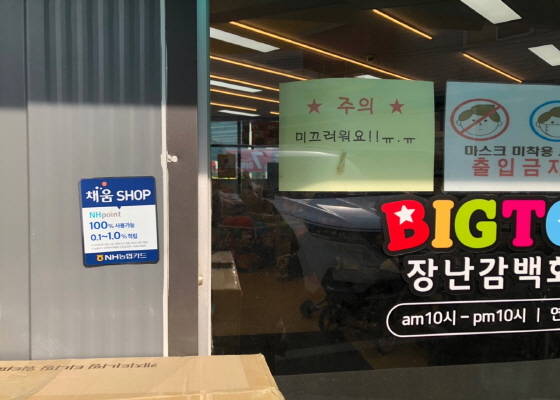 채움 SHOP
NHpoint
100% 사용가능
0.1~1.0% 적립
NH농협카드
★ 주의 ★
미끄러워요!!ㅠ.ㅠ
마스크 미착용
출입금지
BIGTO
장난감백화
am10시-pm10시 | 연